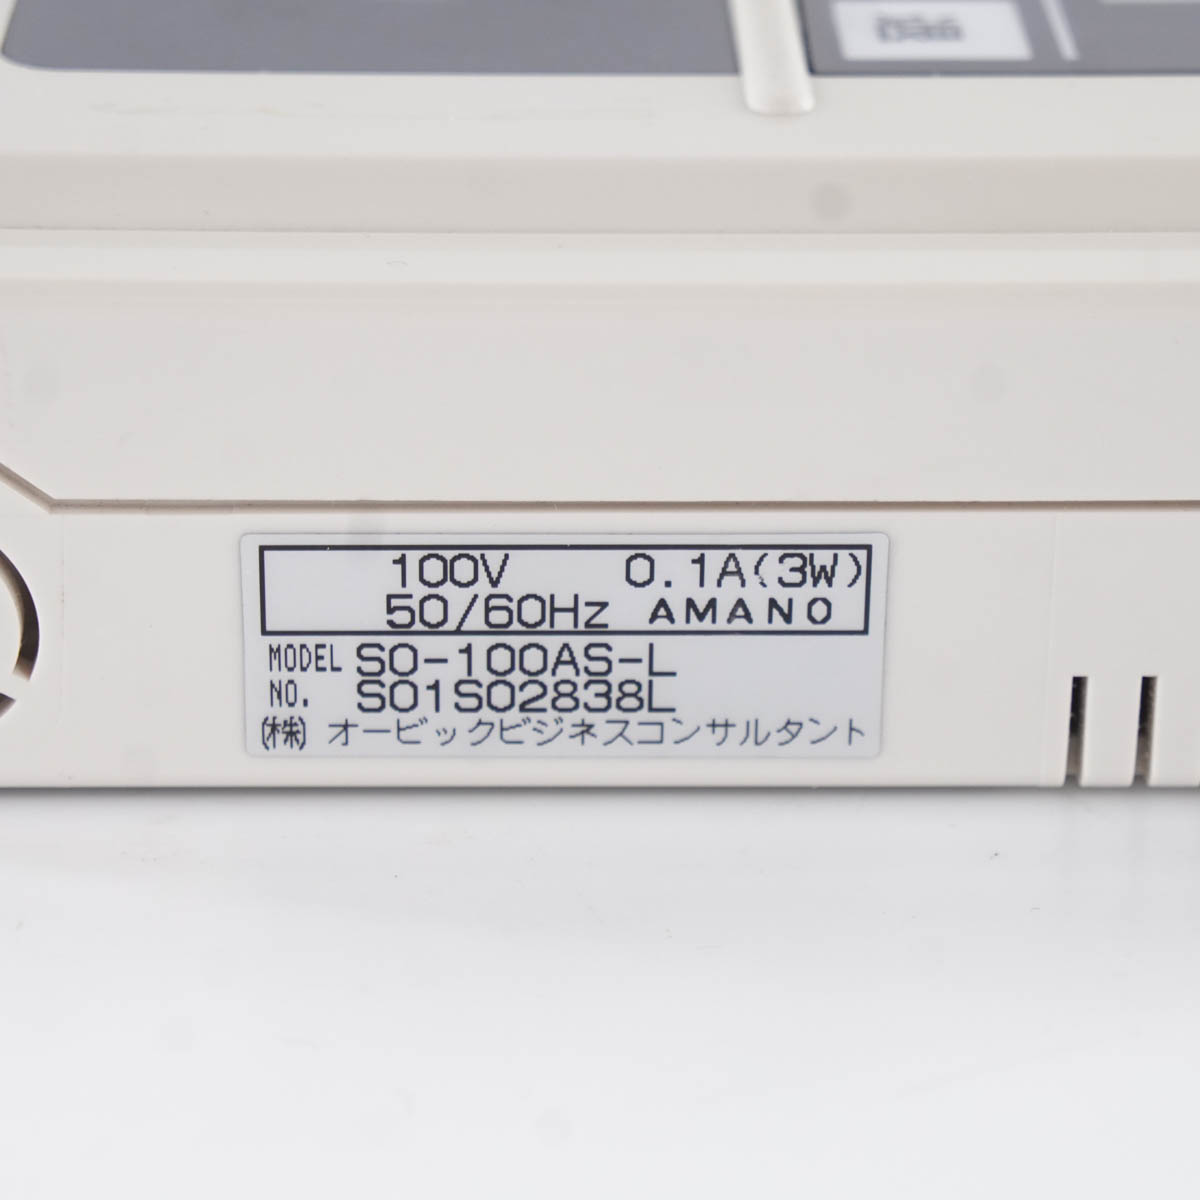 100V 0.1A(3W)
50/60Hz AMANO
MODEL SO-100AS-L
NO. S01S02838L
(株) オービックビジネスコンサルタント